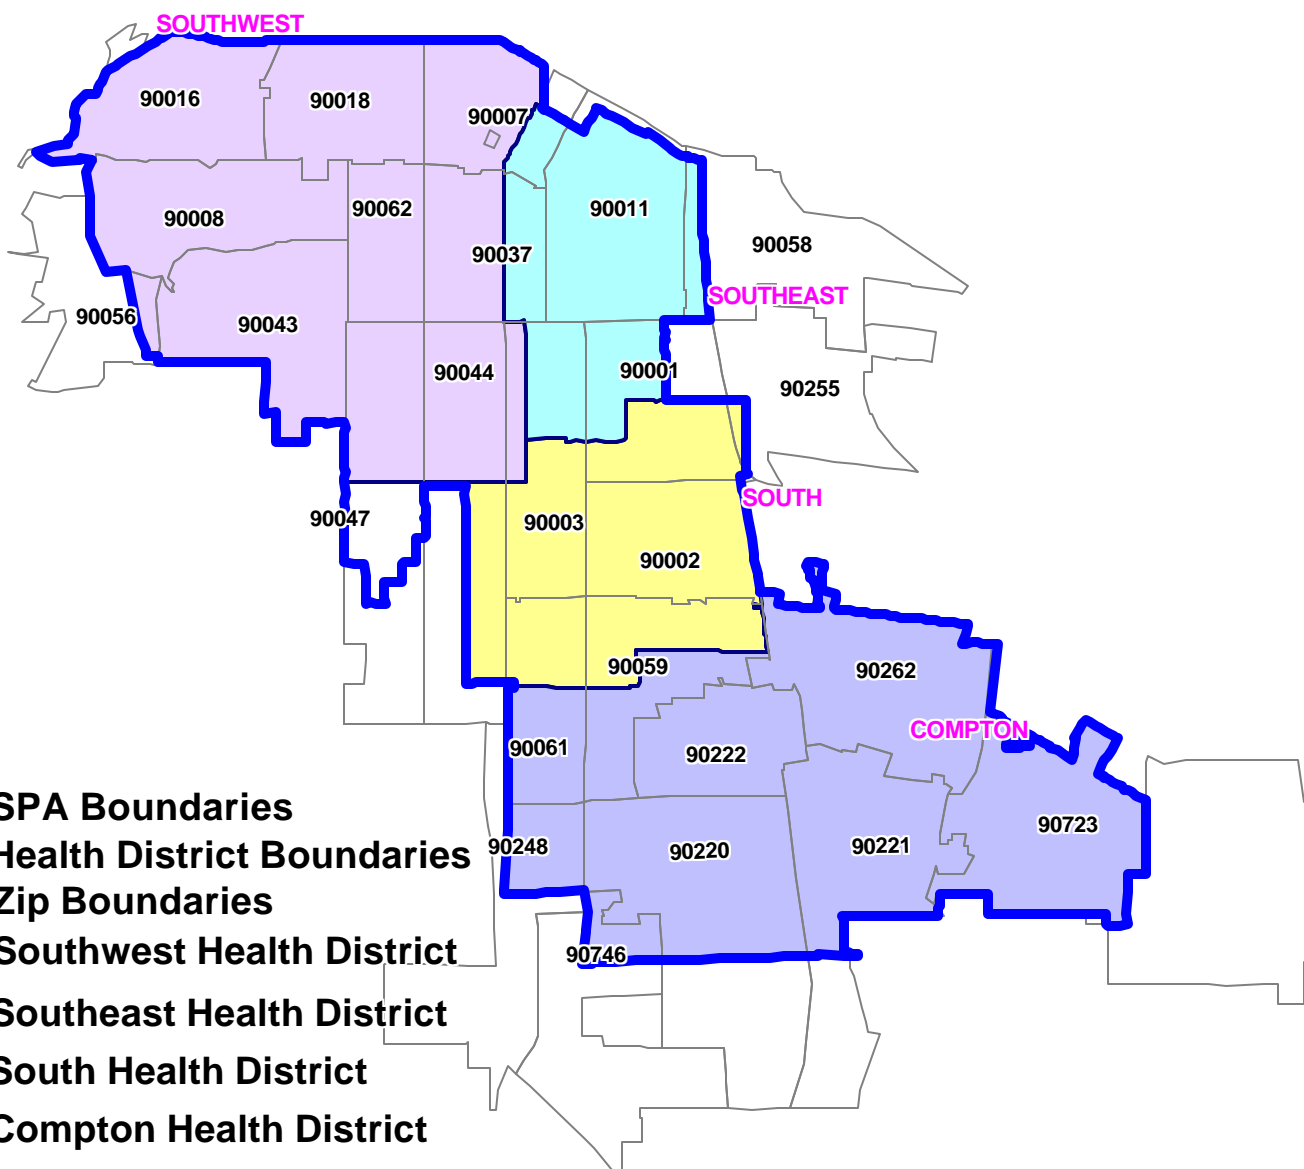 SOUTHWEST
90016
90018
90007
90008
90062
90011
90037
90058
SOUTHEAST
90056
90043
90044
90001
90255
SOUTH
90047
90003
90002
90059
90262
COMPTON
90061
90222
90723
90248
90220
90221
90746
SPA Boundaries
Health District Boundaries
Zip Boundaries
Southwest Health District
Southeast Health District
South Health District
Compton Health District